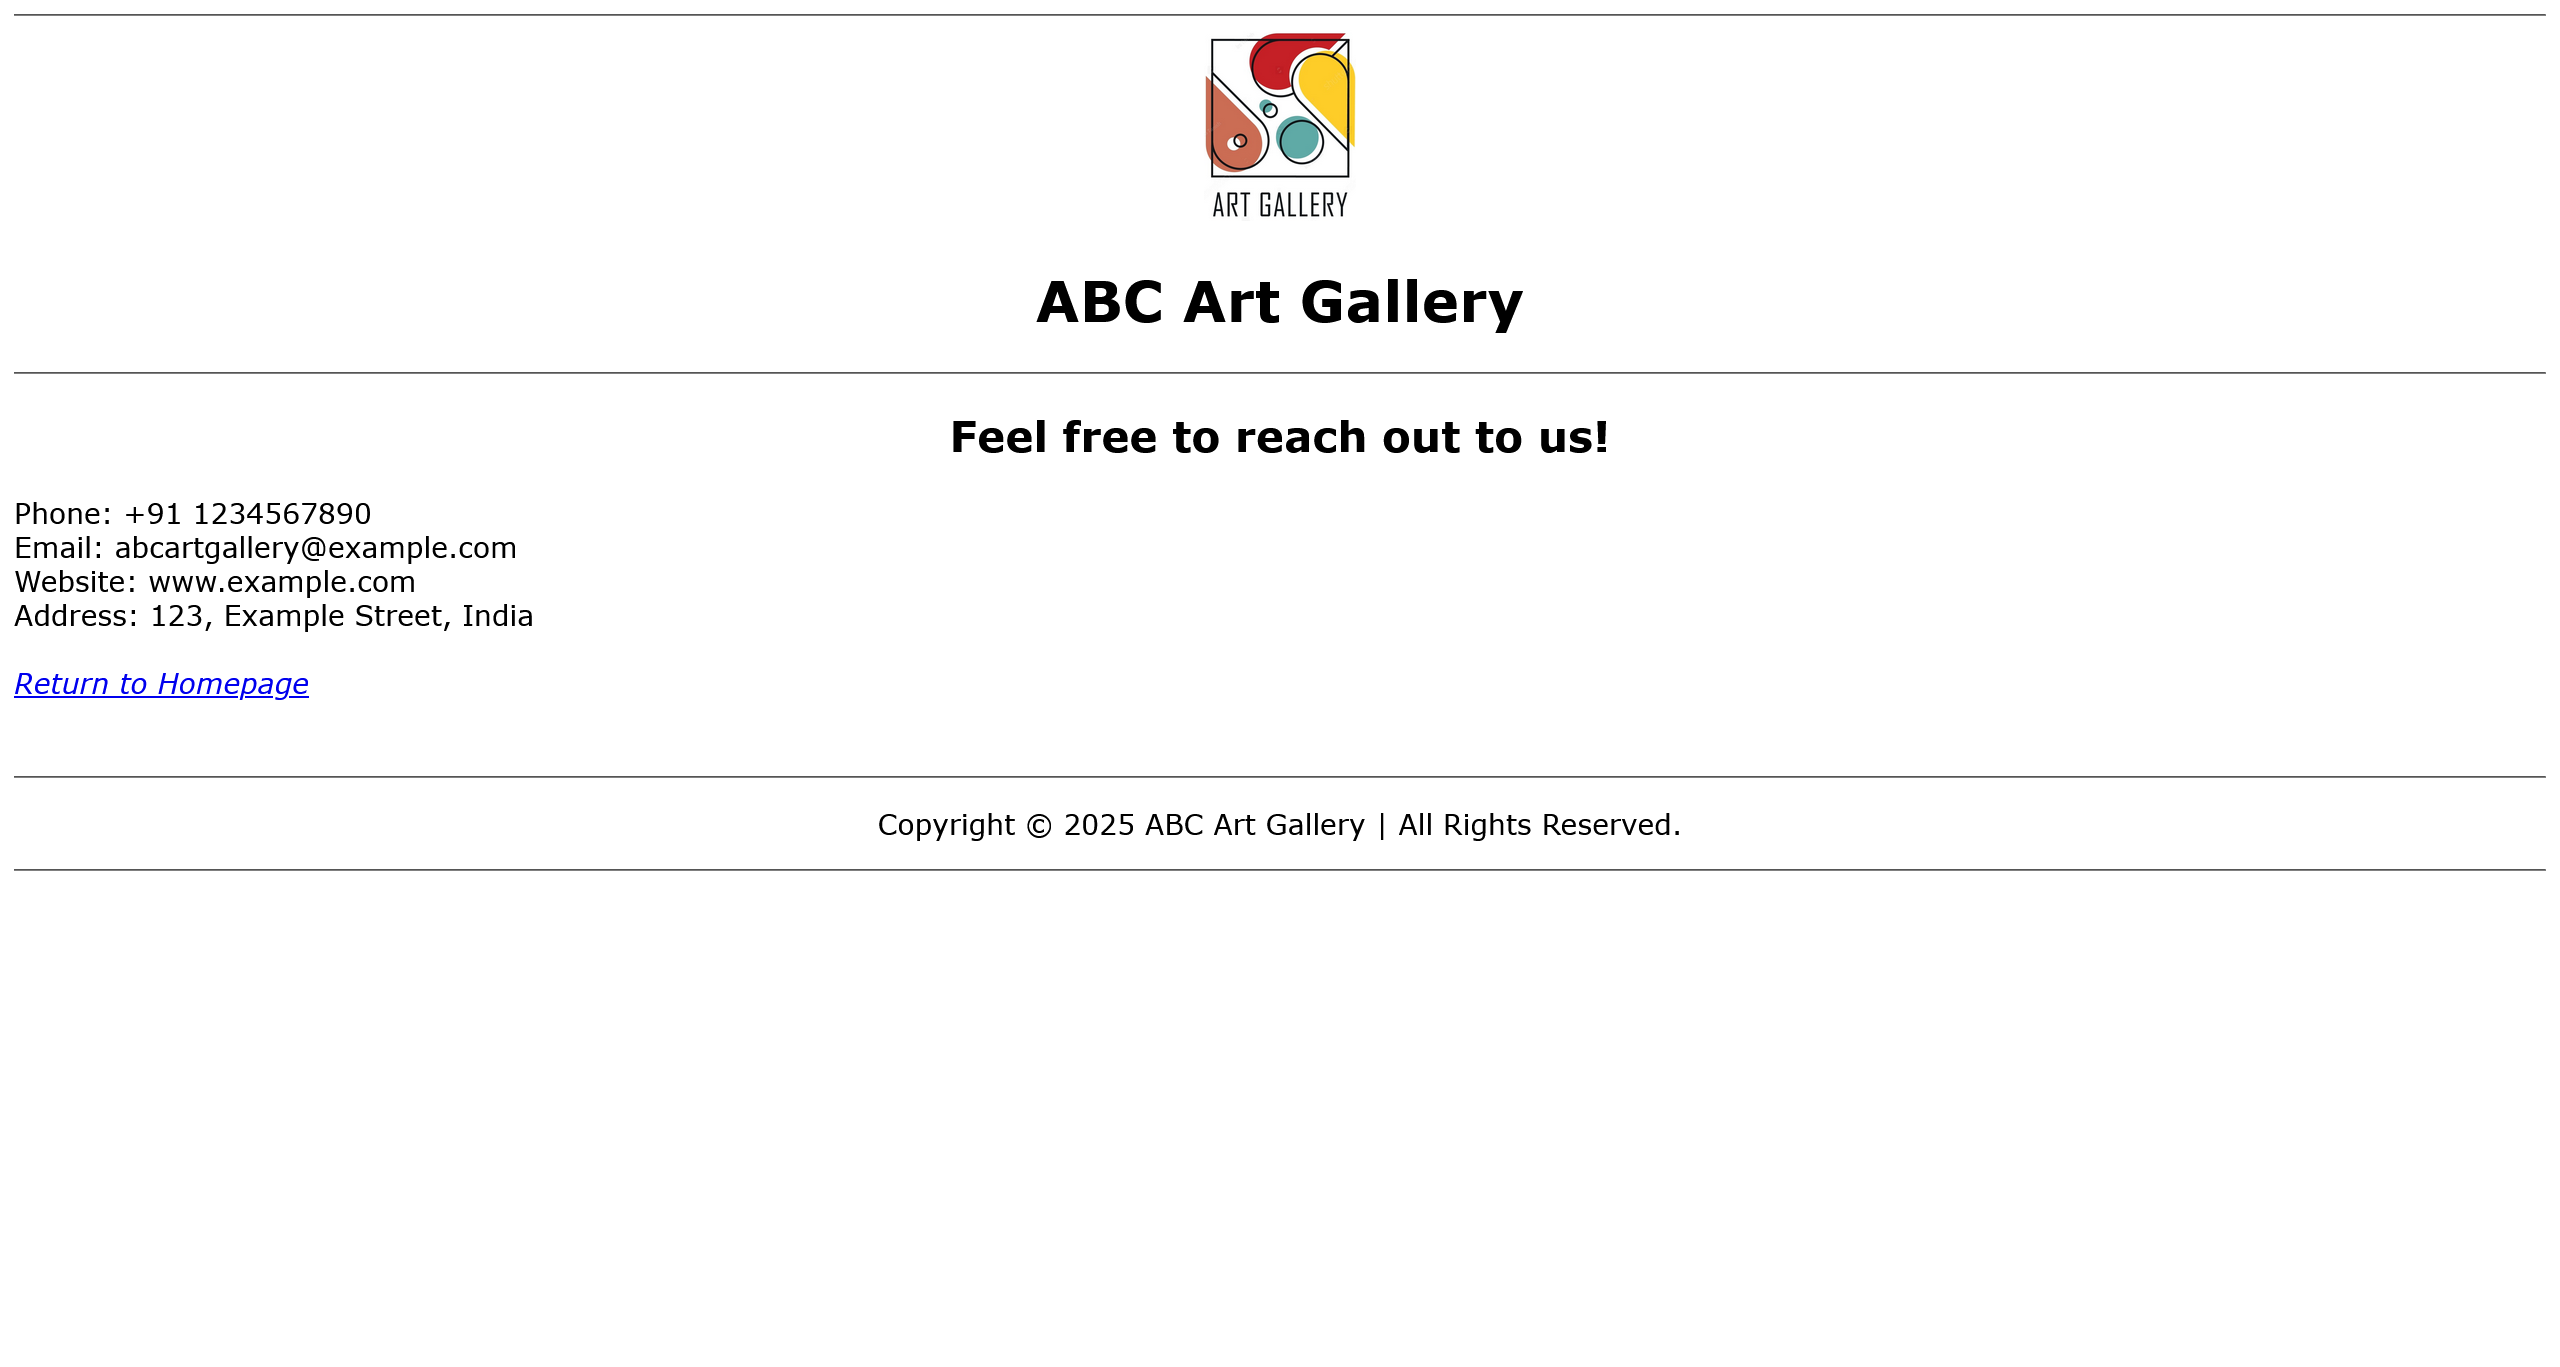 ART GALLERY
ABC Art Gallery
Feel free to reach out to us!
Phone: +91 1234567890
Email: abcartgallery@example.com
Website: www.example.com
Address: 123, Example Street, India
Return to Homepage
Copyright © 2025 ABC Art Gallery | All Rights Reserved.